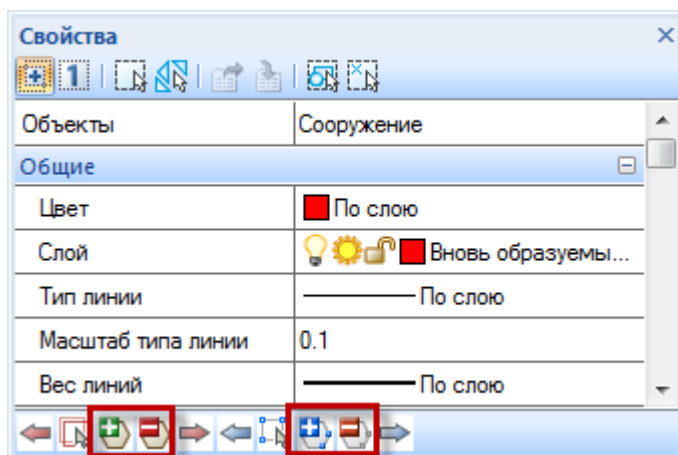 Свойства
1
Объекты Сооружение
Общие
Цвет По слою
Слой Вновь образуемы...
Тип линии По слою
Масштаб типа линии 0.1
Вес линий По слою